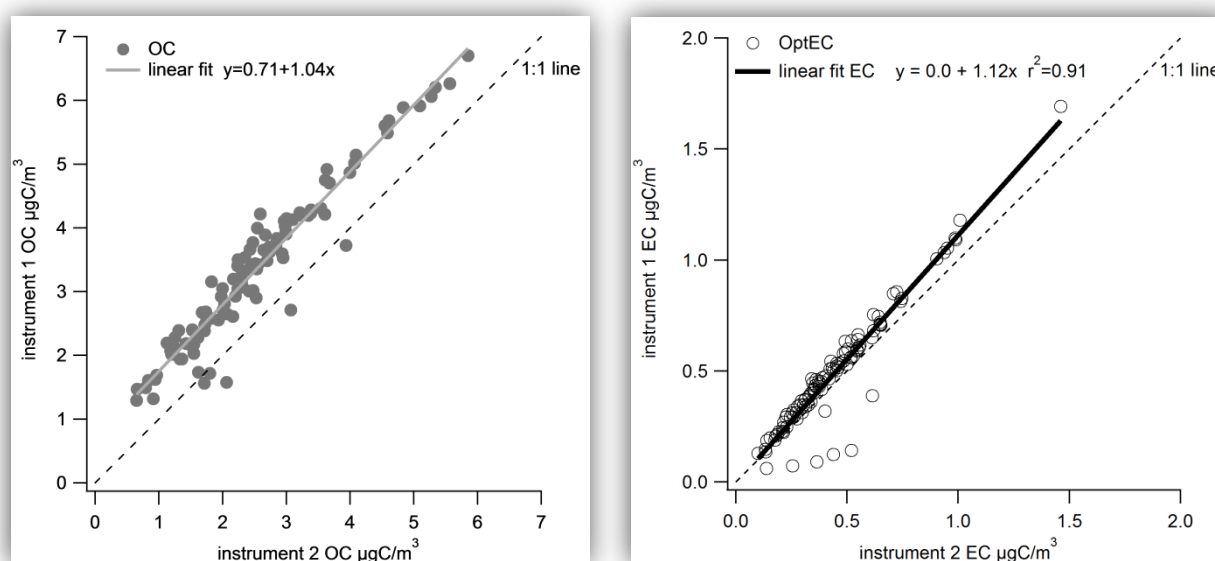 7
6
5
4
3
2
1
0
instrument 1 OC µgC/m³
OC
linear fit y=0.71+1.04x
1:1 line
0 1 2 3 4 5 6 7
instrument 2 OC µgC/m³
2.0
1.5
1.0
0.5
0.0
instrument 1 EC µgC/m³
OptEC
linear fit EC y = 0.0 + 1.12x r²=0.91
1:1 line
0.0 0.5 1.0 1.5 2.0
instrument 2 EC µgC/m³